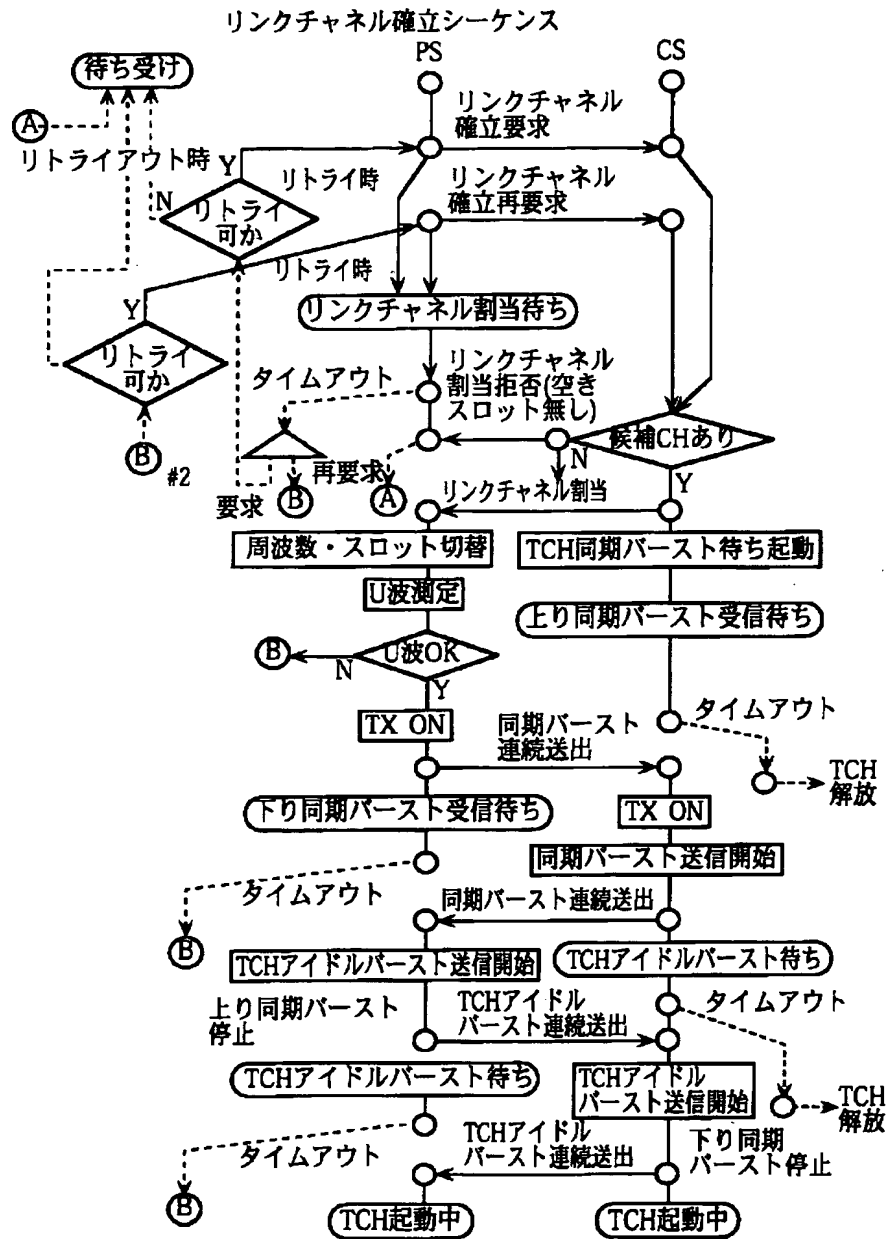 リンクチャネル確立シーケンス
PS
CS
待ち受け
リンクチャネル
確立要求
A
リトライアウト時
Y
リトライ時
リンクチャネル
確立再要求
N
リトライ
可か
リトライ時
Y
リンクチャネル割当待ち
リトライ
可か
タイムアウト
リンクチャネル
割当拒否(空き
スロット無し)
候補CHあり
B
#2
再要求
N
要求
B
A
リンクチャネル割当
Y
周波数・スロット切替
TCH同期バースト待ち起動
U波測定
上り同期バースト受信待ち
B
N
U波OK
Y
TX ON
同期バースト
連続送出
タイムアウト
TCH
解放
下り同期バースト受信待ち
TX ON
同期バースト送信開始
タイムアウト
同期バースト連続送出
B
TCHアイドルバースト送信開始
TCHアイドルバースト待ち
上り同期バースト
停止
TCHアイドル
バースト連続送出
タイムアウト
TCHアイドルバースト待ち
TCHアイドル
バースト送信開始
TCH
解放
タイムアウト
TCHアイドル
バースト連続送出
下り同期
バースト停止
B
TCH起動中
TCH起動中